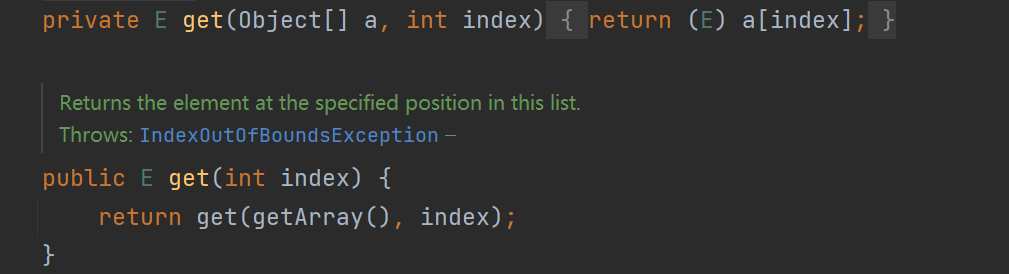 private E get(Object[] a, int index) { return (E) a[index]; }
Returns the element at the specified position in this list.
Throws: IndexOutOfBoundsException –
public E get(int index) {
    return get(getArray(), index);
}